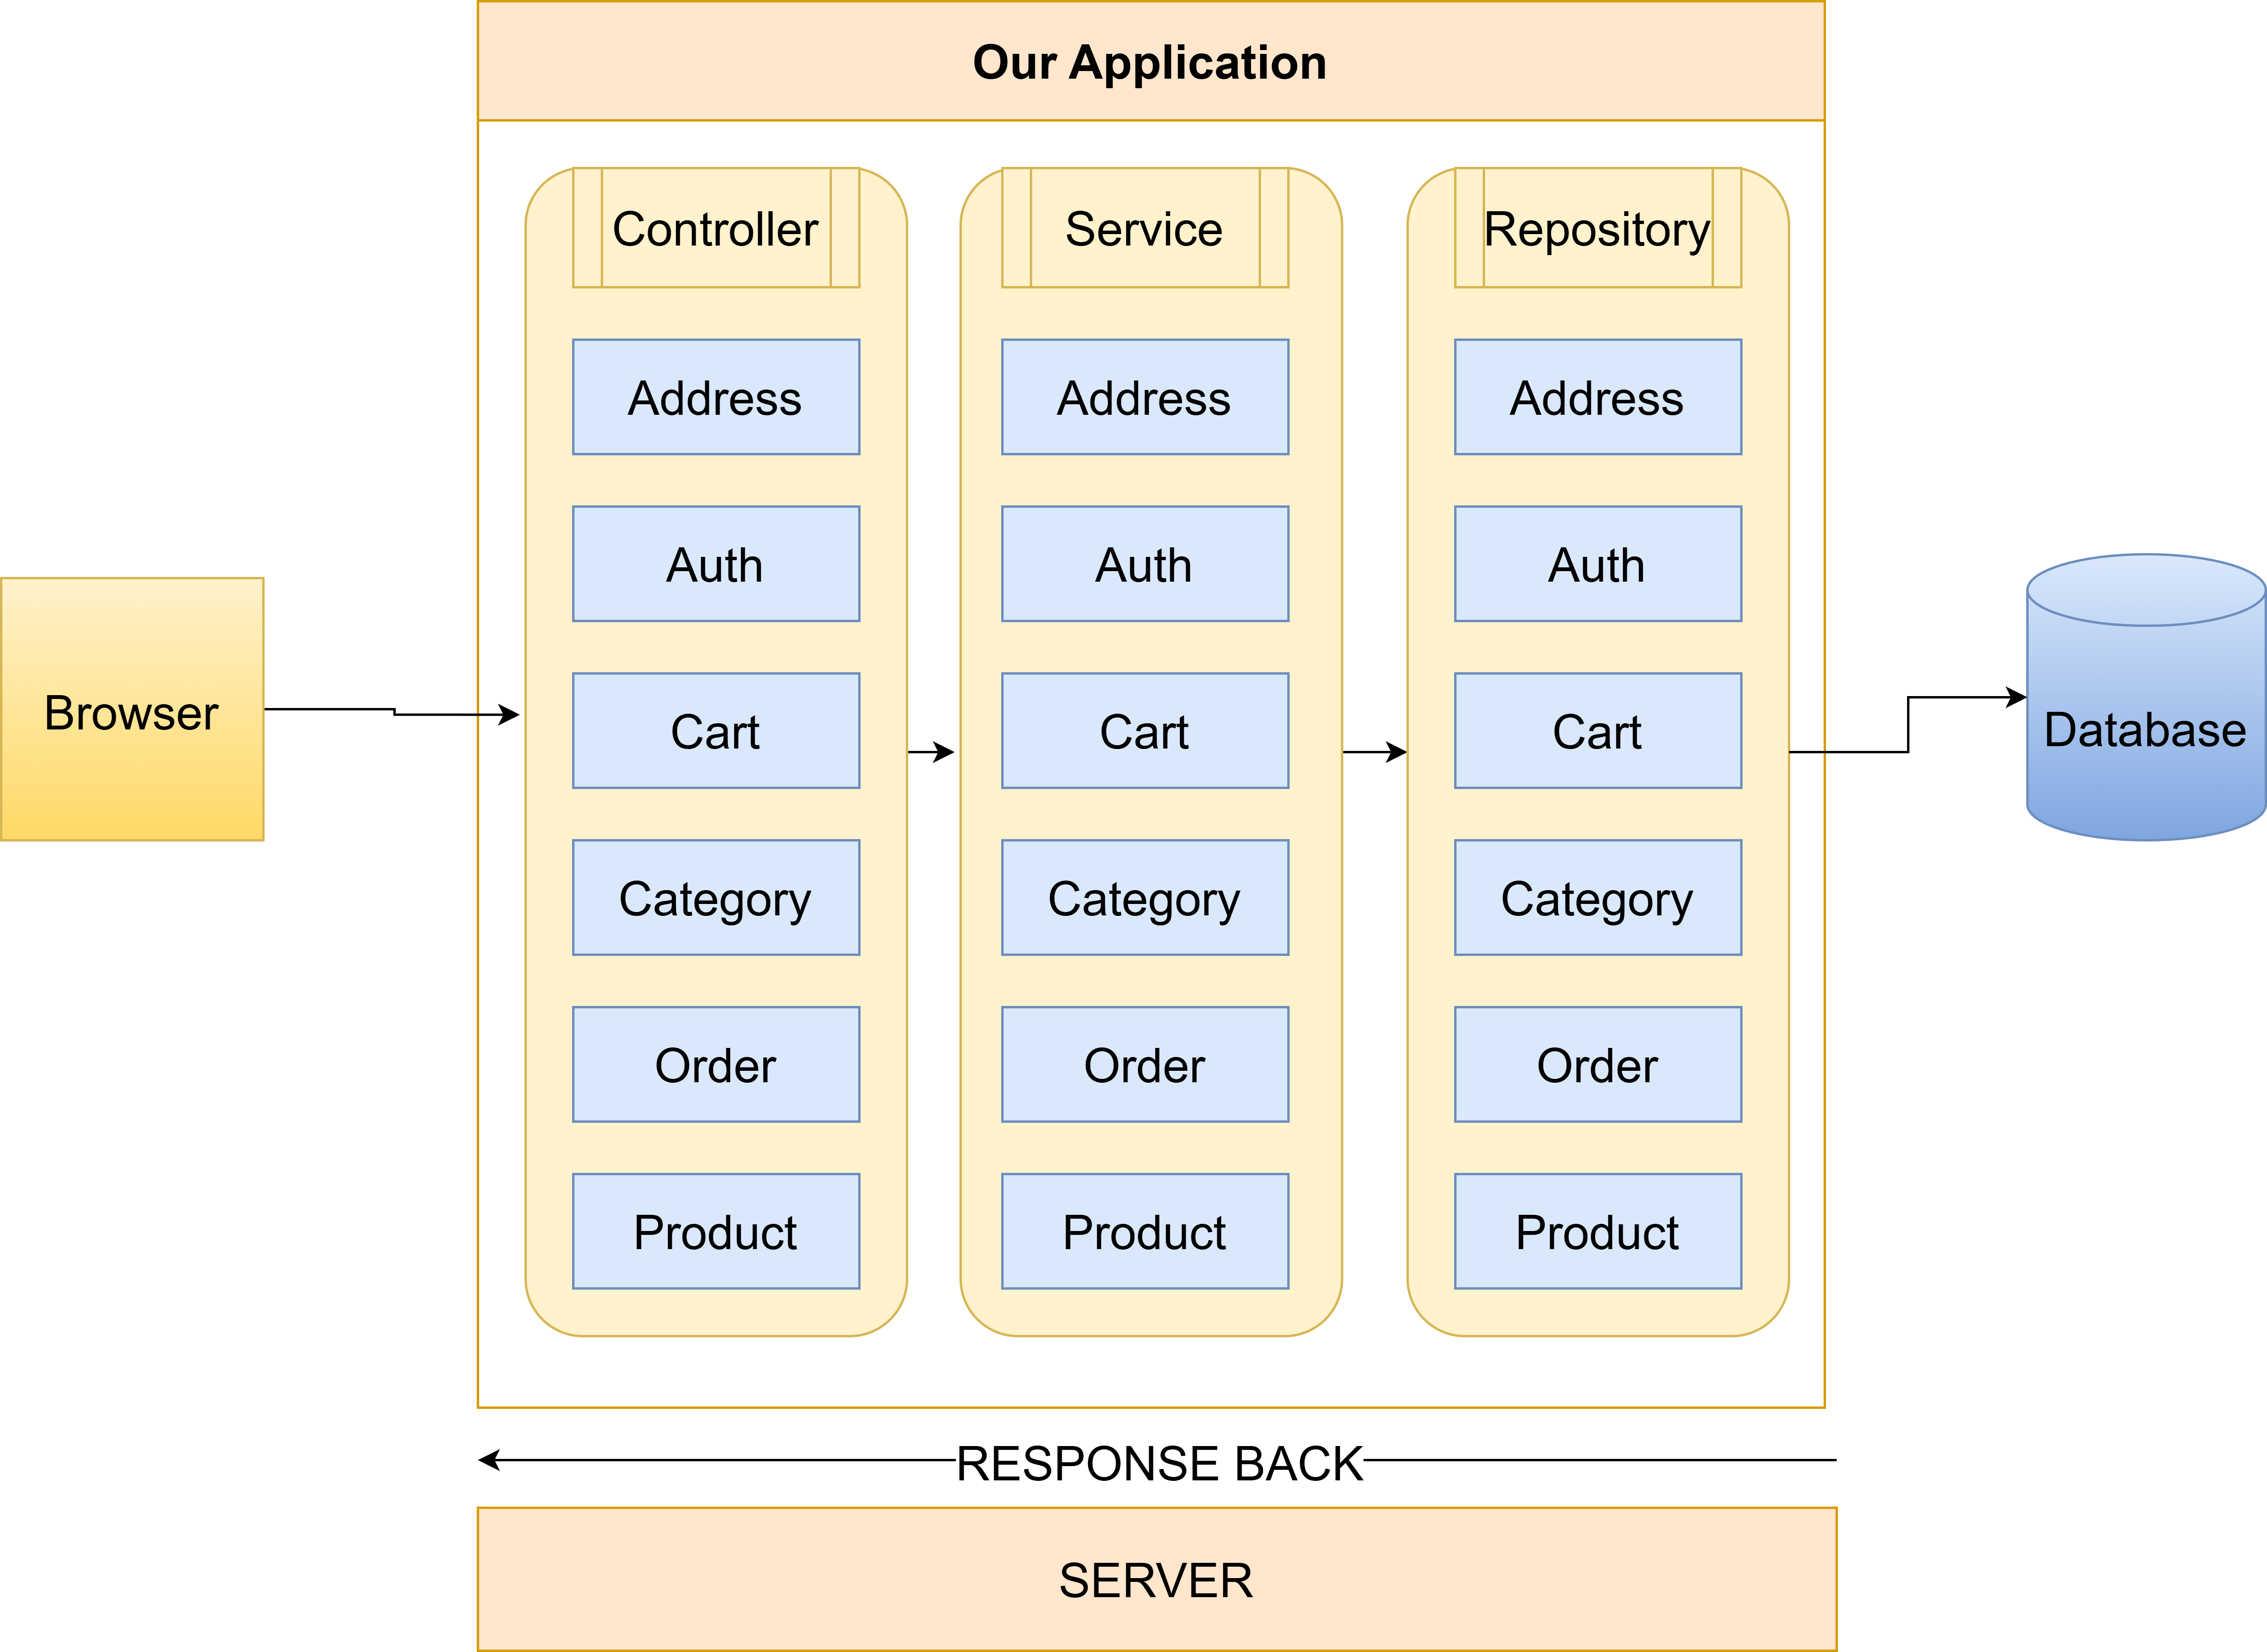 Our Application
Controller
Service
Repository
Address
Address
Address
Auth
Auth
Auth
Browser
Cart
Cart
Cart
Database
Category
Category
Category
Order
Order
Order
Product
Product
Product
RESPONSE BACK
SERVER